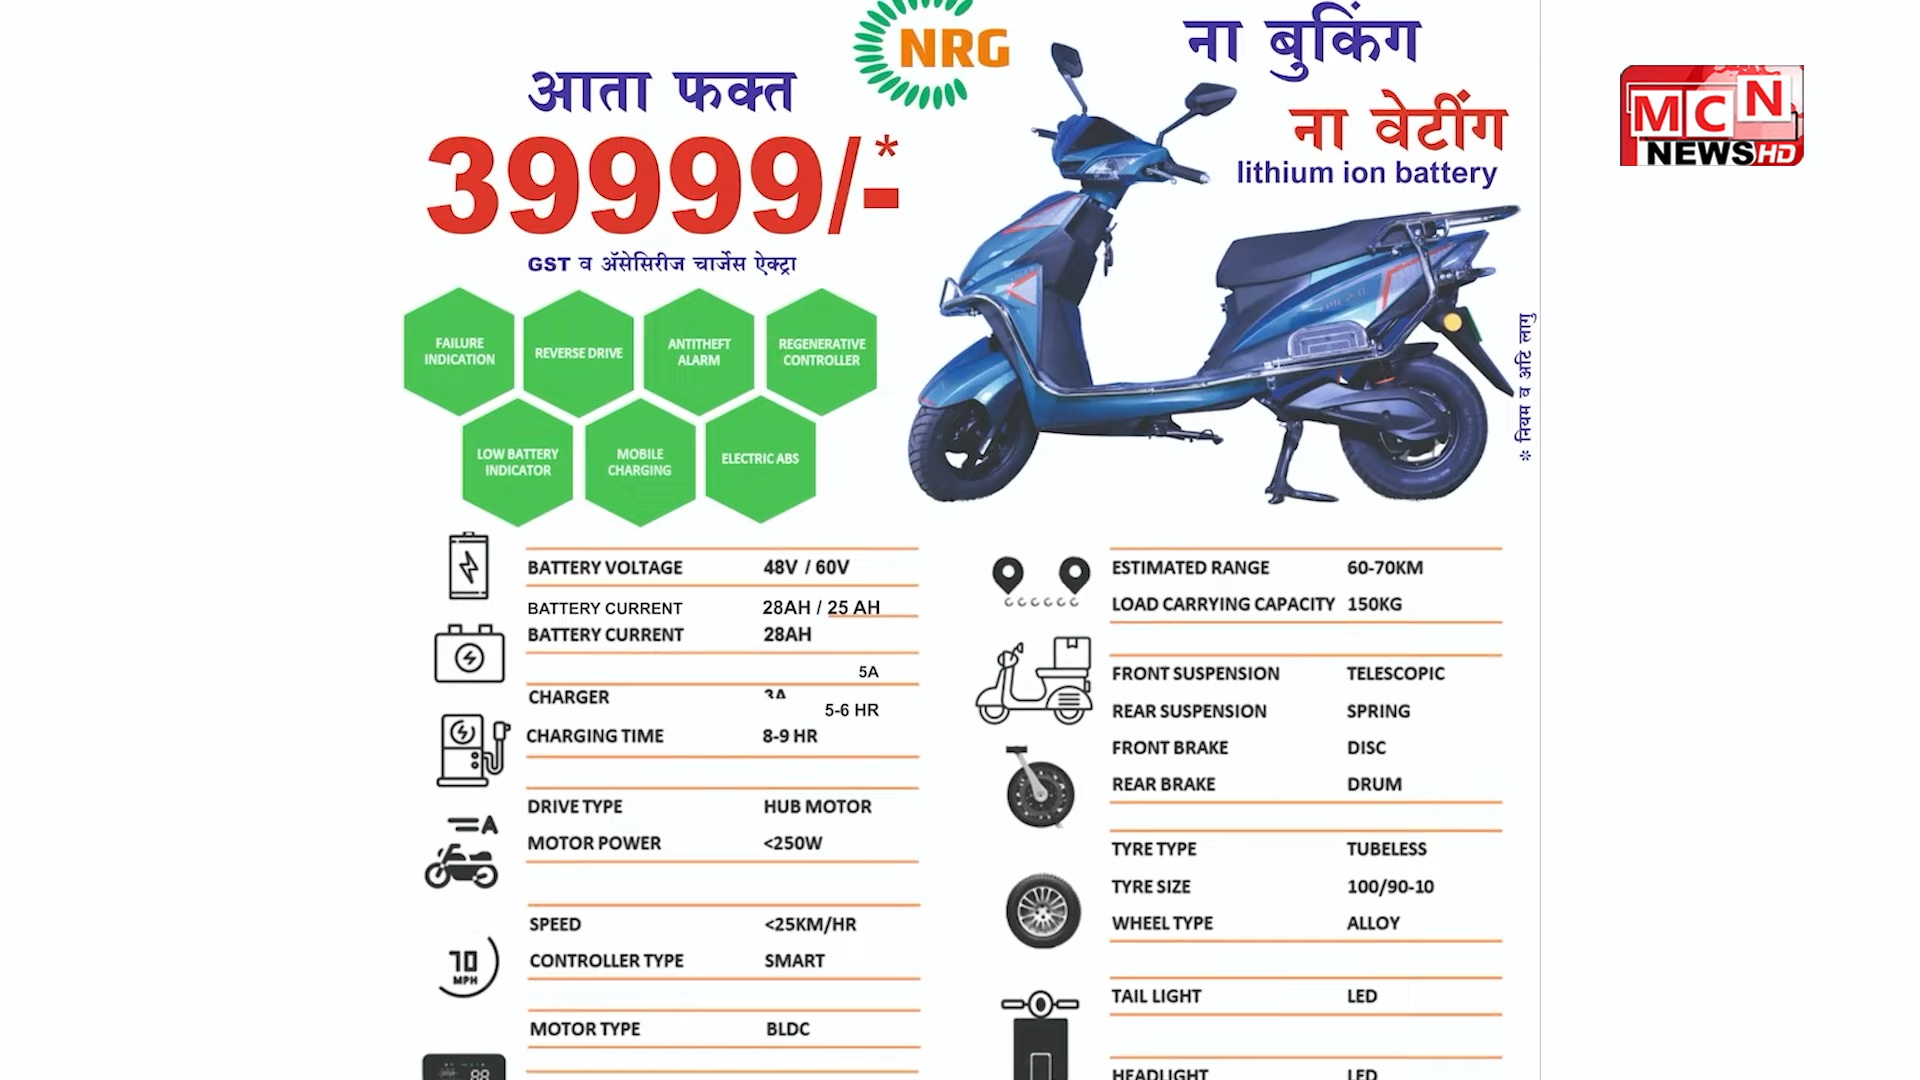 NRG
आता फक्त
39999/-*
GST व ॲसेसिरीज चार्जेस ऐक्ट्रा
ना बुकिंग
ना वेटींग
lithium ion battery
MCN
NEWS HD
* नियम व अटि लागु
FAILURE
INDICATION
REVERSE DRIVE
ANTITHEFT
ALARM
REGENERATIVE
CONTROLLER
LOW BATTERY
INDICATOR
MOBILE
CHARGING
ELECTRIC ABS
BATTERY VOLTAGE 48V / 60V
BATTERY CURRENT 28AH / 25 AH
BATTERY CURRENT 28AH
5A
CHARGER 3A
5-6 HR
CHARGING TIME 8-9 HR
DRIVE TYPE HUB MOTOR
MOTOR POWER <250W
SPEED <25KM/HR
CONTROLLER TYPE SMART
10
MPH
MOTOR TYPE BLDC
88
ESTIMATED RANGE 60-70KM
LOAD CARRYING CAPACITY 150KG
FRONT SUSPENSION TELESCOPIC
REAR SUSPENSION SPRING
FRONT BRAKE DISC
REAR BRAKE DRUM
TYRE TYPE TUBELESS
TYRE SIZE 100/90-10
WHEEL TYPE ALLOY
TAIL LIGHT LED
HEADLIGHT LED